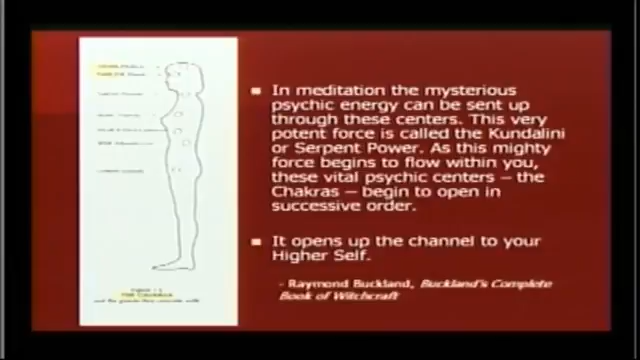 In meditation the mysterious
psychic energy can be sent up
through these centers. This very
potent force is called the Kundalini
or Serpent Power. As this mighty
force begins to flow within you,
these vital psychic centers – the
Chakras – begin to open in
successive order.
It opens up the channel to your
Higher Self.
- Raymond Buckland, Buckland's Complete
Book of Witchcraft